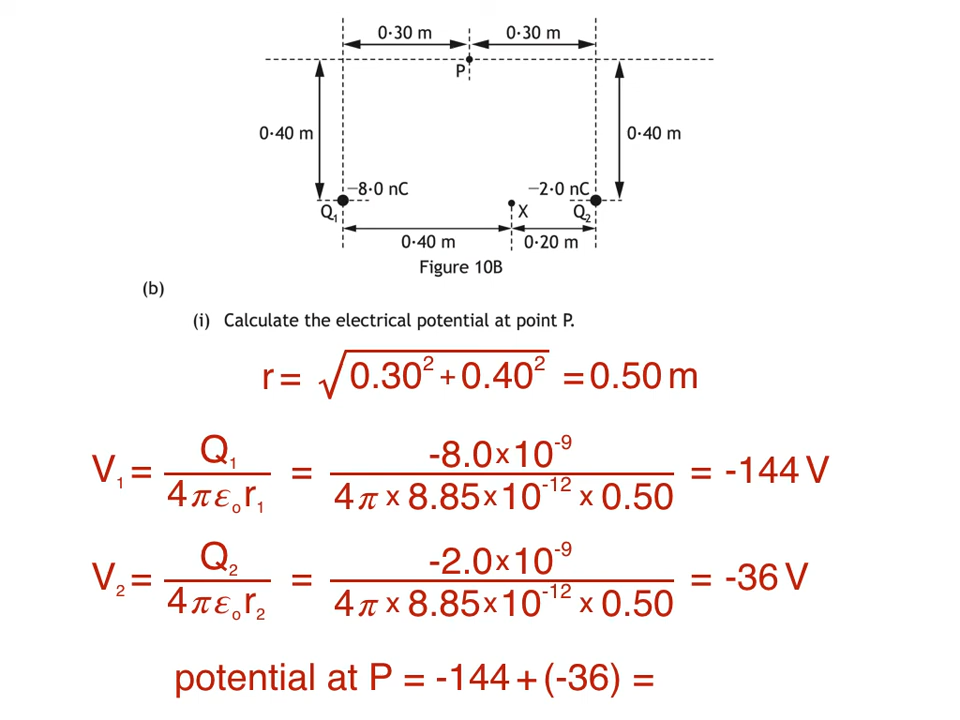 0·30 m 0·30 m
P
0·40 m 0·40 m
−8·0 nC −2·0 nC
Q₁ X Q₂
0·40 m 0·20 m
Figure 10B
(b)
(i) Calculate the electrical potential at point P.
r = √(0.30² + 0.40²) = 0.50 m
V₁ = Q₁ / 4πε₀r₁ = -8.0×10⁻⁹ / 4π × 8.85×10⁻¹² × 0.50 = -144 V
V₂ = Q₂ / 4πε₀r₂ = -2.0×10⁻⁹ / 4π × 8.85×10⁻¹² × 0.50 = -36 V
potential at P = -144 + (-36) =